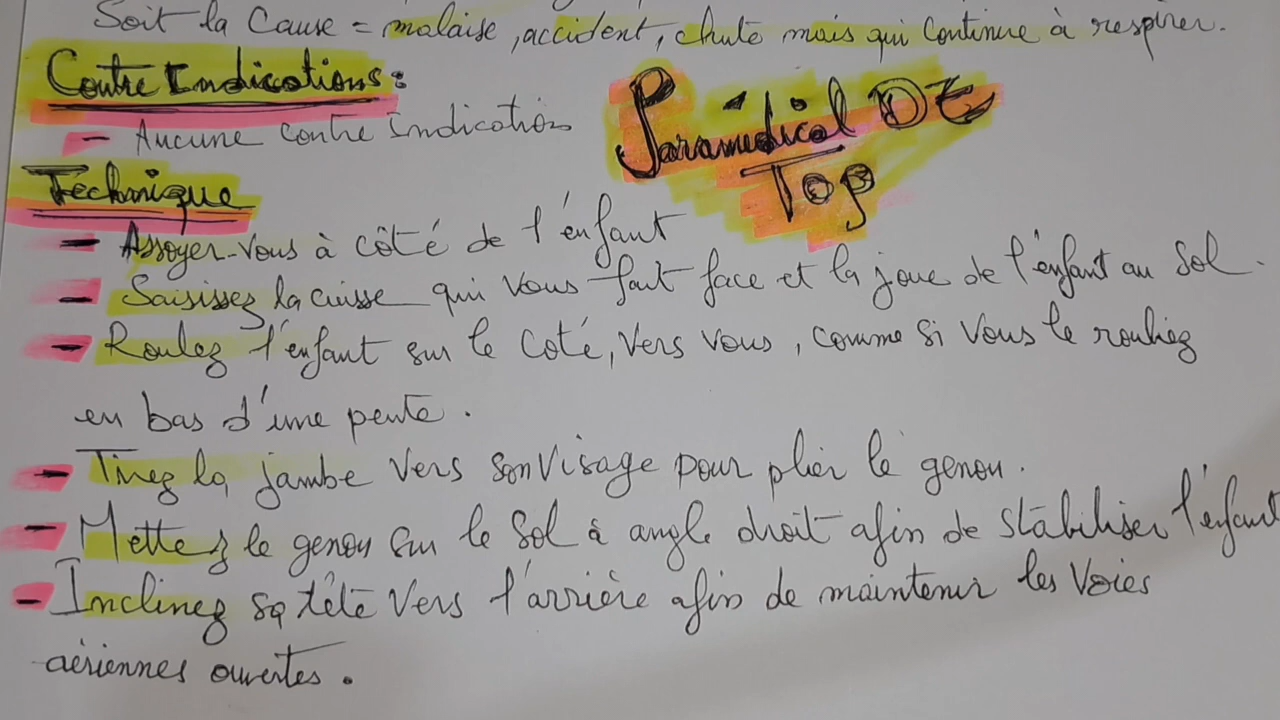 Soit la Cause = malaise, accident, chute mais qui continue à respirer.
Contre Indications:
- Aucune contre Indication
Paramédical DZ
Top
Technique
- Assoyer-vous à côté de l'enfant
- Saisissez la cuisse qui vous fait face et la joue de l'enfant au sol.
- Roulez l'enfant sur le coté, vers vous, comme si vous le rouliez
en bas d'une pente.
- Tirez la jambe vers son visage pour plier le genou.
- Mettez le genou sur le sol à angle droit afin de stabiliser l'enfant
- Inclinez sa tête vers l'arrière afin de maintenir les voies
aériennes ouvertes.